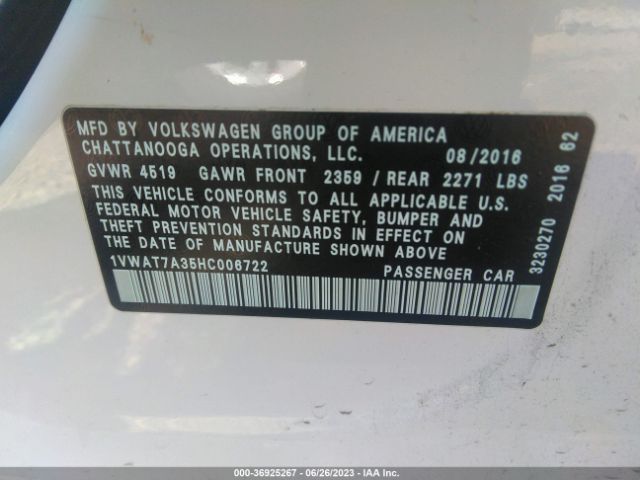 MFD BY VOLKSWAGEN GROUP OF AMERICA
CHATTANOOGA OPERATIONS, LLC. 08/2016
GVWR 4519 GAWR FRONT 2359 / REAR 2271 LBS
THIS VEHICLE CONFORMS TO ALL APPLICABLE U.S.
FEDERAL MOTOR VEHICLE SAFETY, BUMPER AND
THEFT PROTECTION STANDARDS IN EFFECT ON
THE DATE OF MANUFACTURE SHOWN ABOVE
1VWAT7A35HC006722 PASSENGER CAR
3230270 2016 62
000-36925267 - 06/26/2023 - IAA Inc.